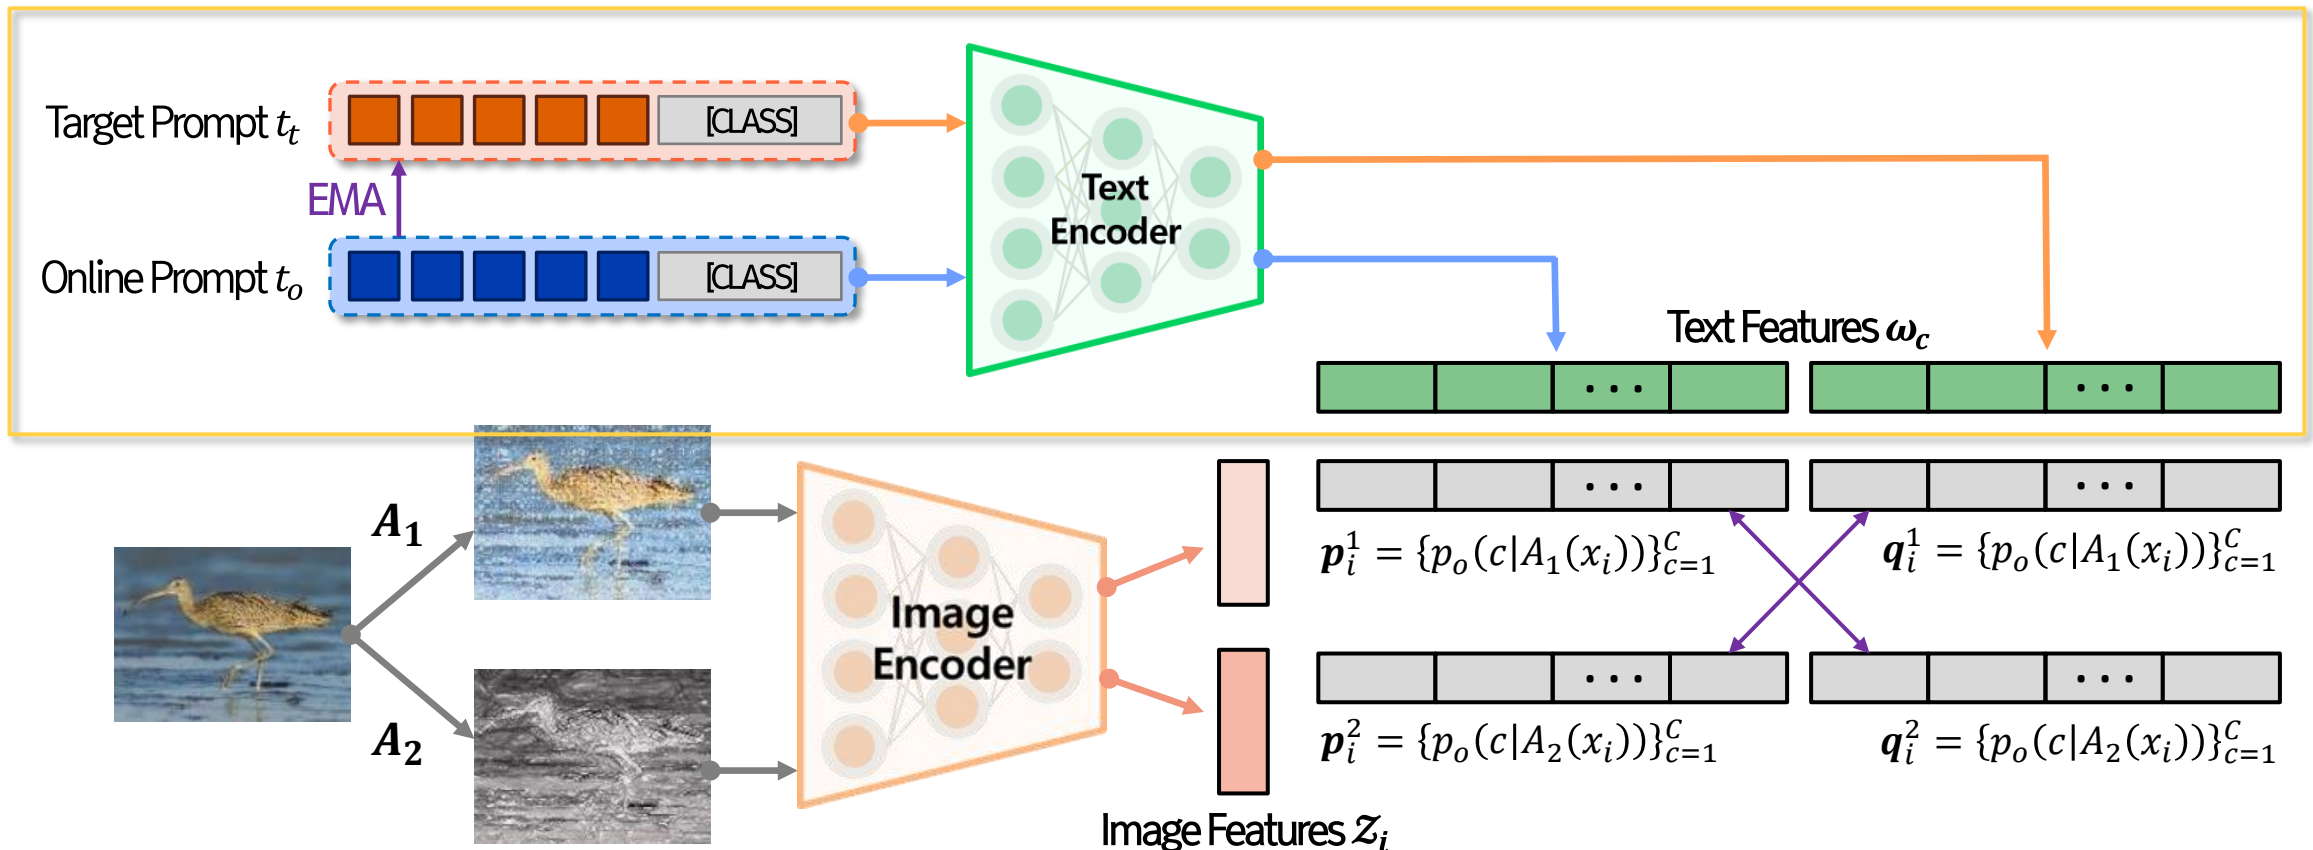 Target Prompt t_t
[CLASS]
EMA
Online Prompt t_o
[CLASS]
Text
Encoder
Text Features ω_c
. . .
. . .
A_1
A_2
Image
Encoder
Image Features Z_i
. . .
. . .
p_i^1 = {p_o(c|A_1(x_i))}_{c=1}^C
q_i^1 = {p_o(c|A_1(x_i))}_{c=1}^C
. . .
. . .
p_i^2 = {p_o(c|A_2(x_i))}_{c=1}^C
q_i^2 = {p_o(c|A_2(x_i))}_{c=1}^C